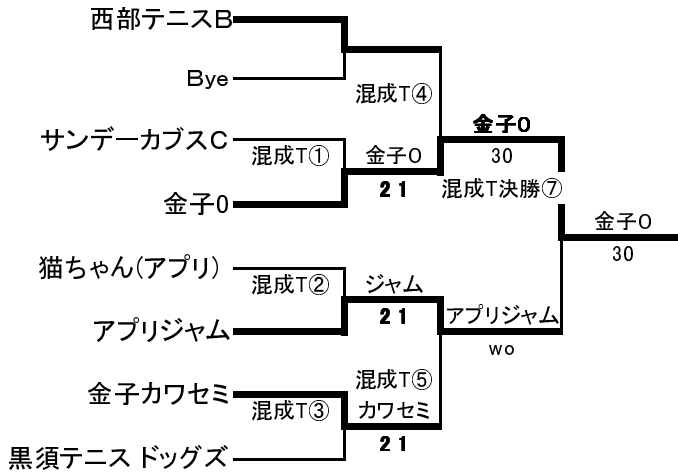 西部テニスB
Bye
混成T④
サンデーカブスC
混成T①
金子0
21
金子0
金子0
30
混成T決勝⑦
金子0
30
猫ちゃん(アプリ)
混成T②
ジャム
21
アプリジャム
アプリジャム
wo
金子カワセミ
混成T③
混成T⑤
カワセミ
21
黒須テニスドッグズ